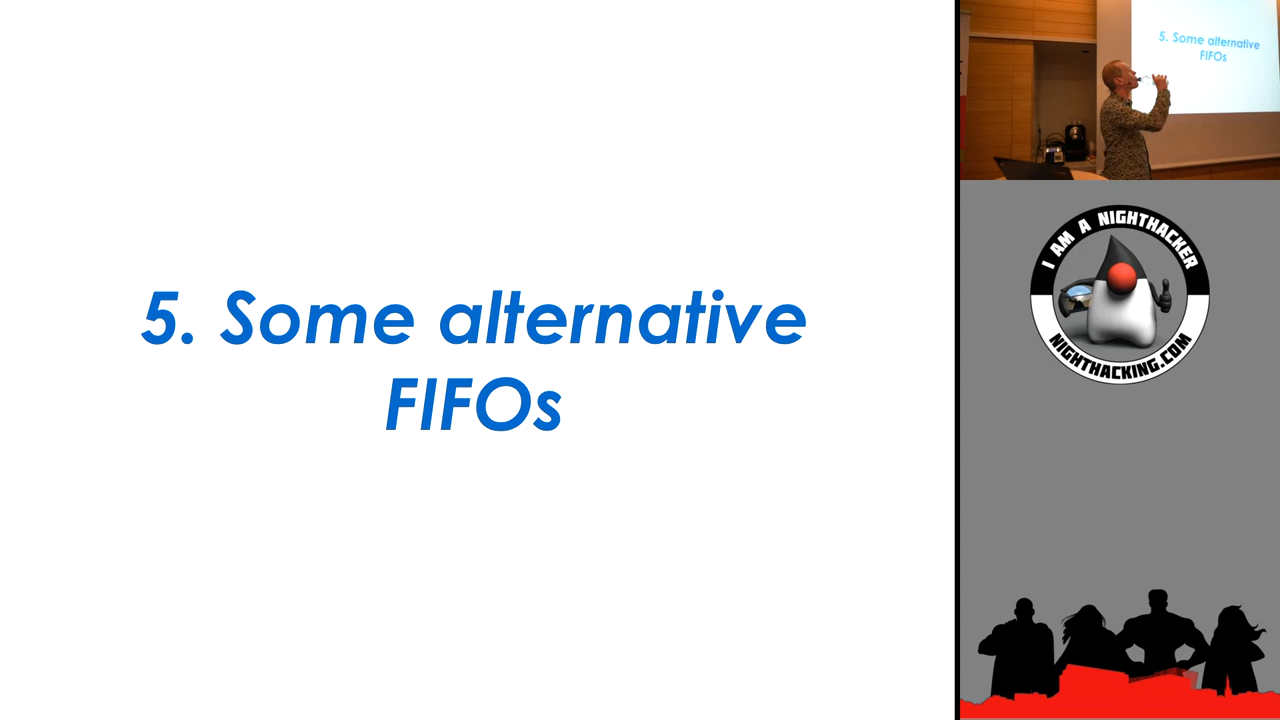 5. Some alternative
FIFOs
5. Some alternative
FIFOs
I AM A NIGHTHACKER
NIGHTHACKING.COM